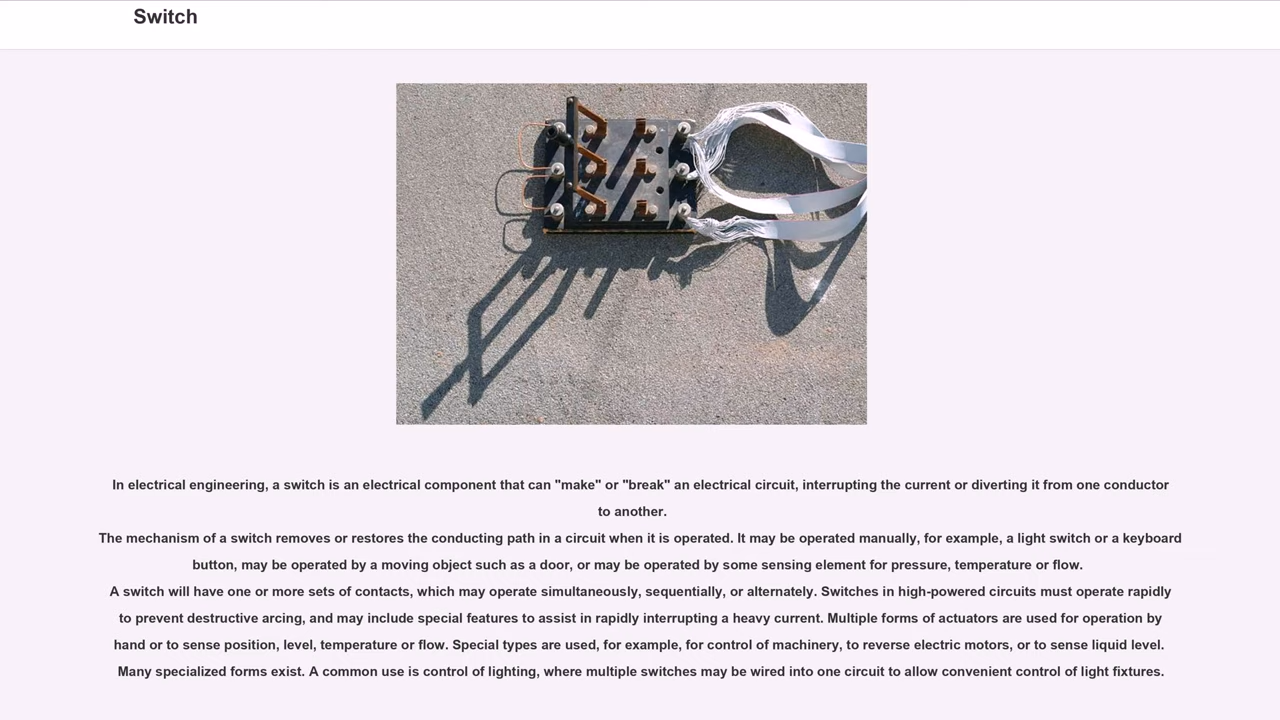 Switch
In electrical engineering, a switch is an electrical component that can "make" or "break" an electrical circuit, interrupting the current or diverting it from one conductor
to another.
The mechanism of a switch removes or restores the conducting path in a circuit when it is operated. It may be operated manually, for example, a light switch or a keyboard
button, may be operated by a moving object such as a door, or may be operated by some sensing element for pressure, temperature or flow.
A switch will have one or more sets of contacts, which may operate simultaneously, sequentially, or alternately. Switches in high-powered circuits must operate rapidly
to prevent destructive arcing, and may include special features to assist in rapidly interrupting a heavy current. Multiple forms of actuators are used for operation by
hand or to sense position, level, temperature or flow. Special types are used, for example, for control of machinery, to reverse electric motors, or to sense liquid level.
Many specialized forms exist. A common use is control of lighting, where multiple switches may be wired into one circuit to allow convenient control of light fixtures.